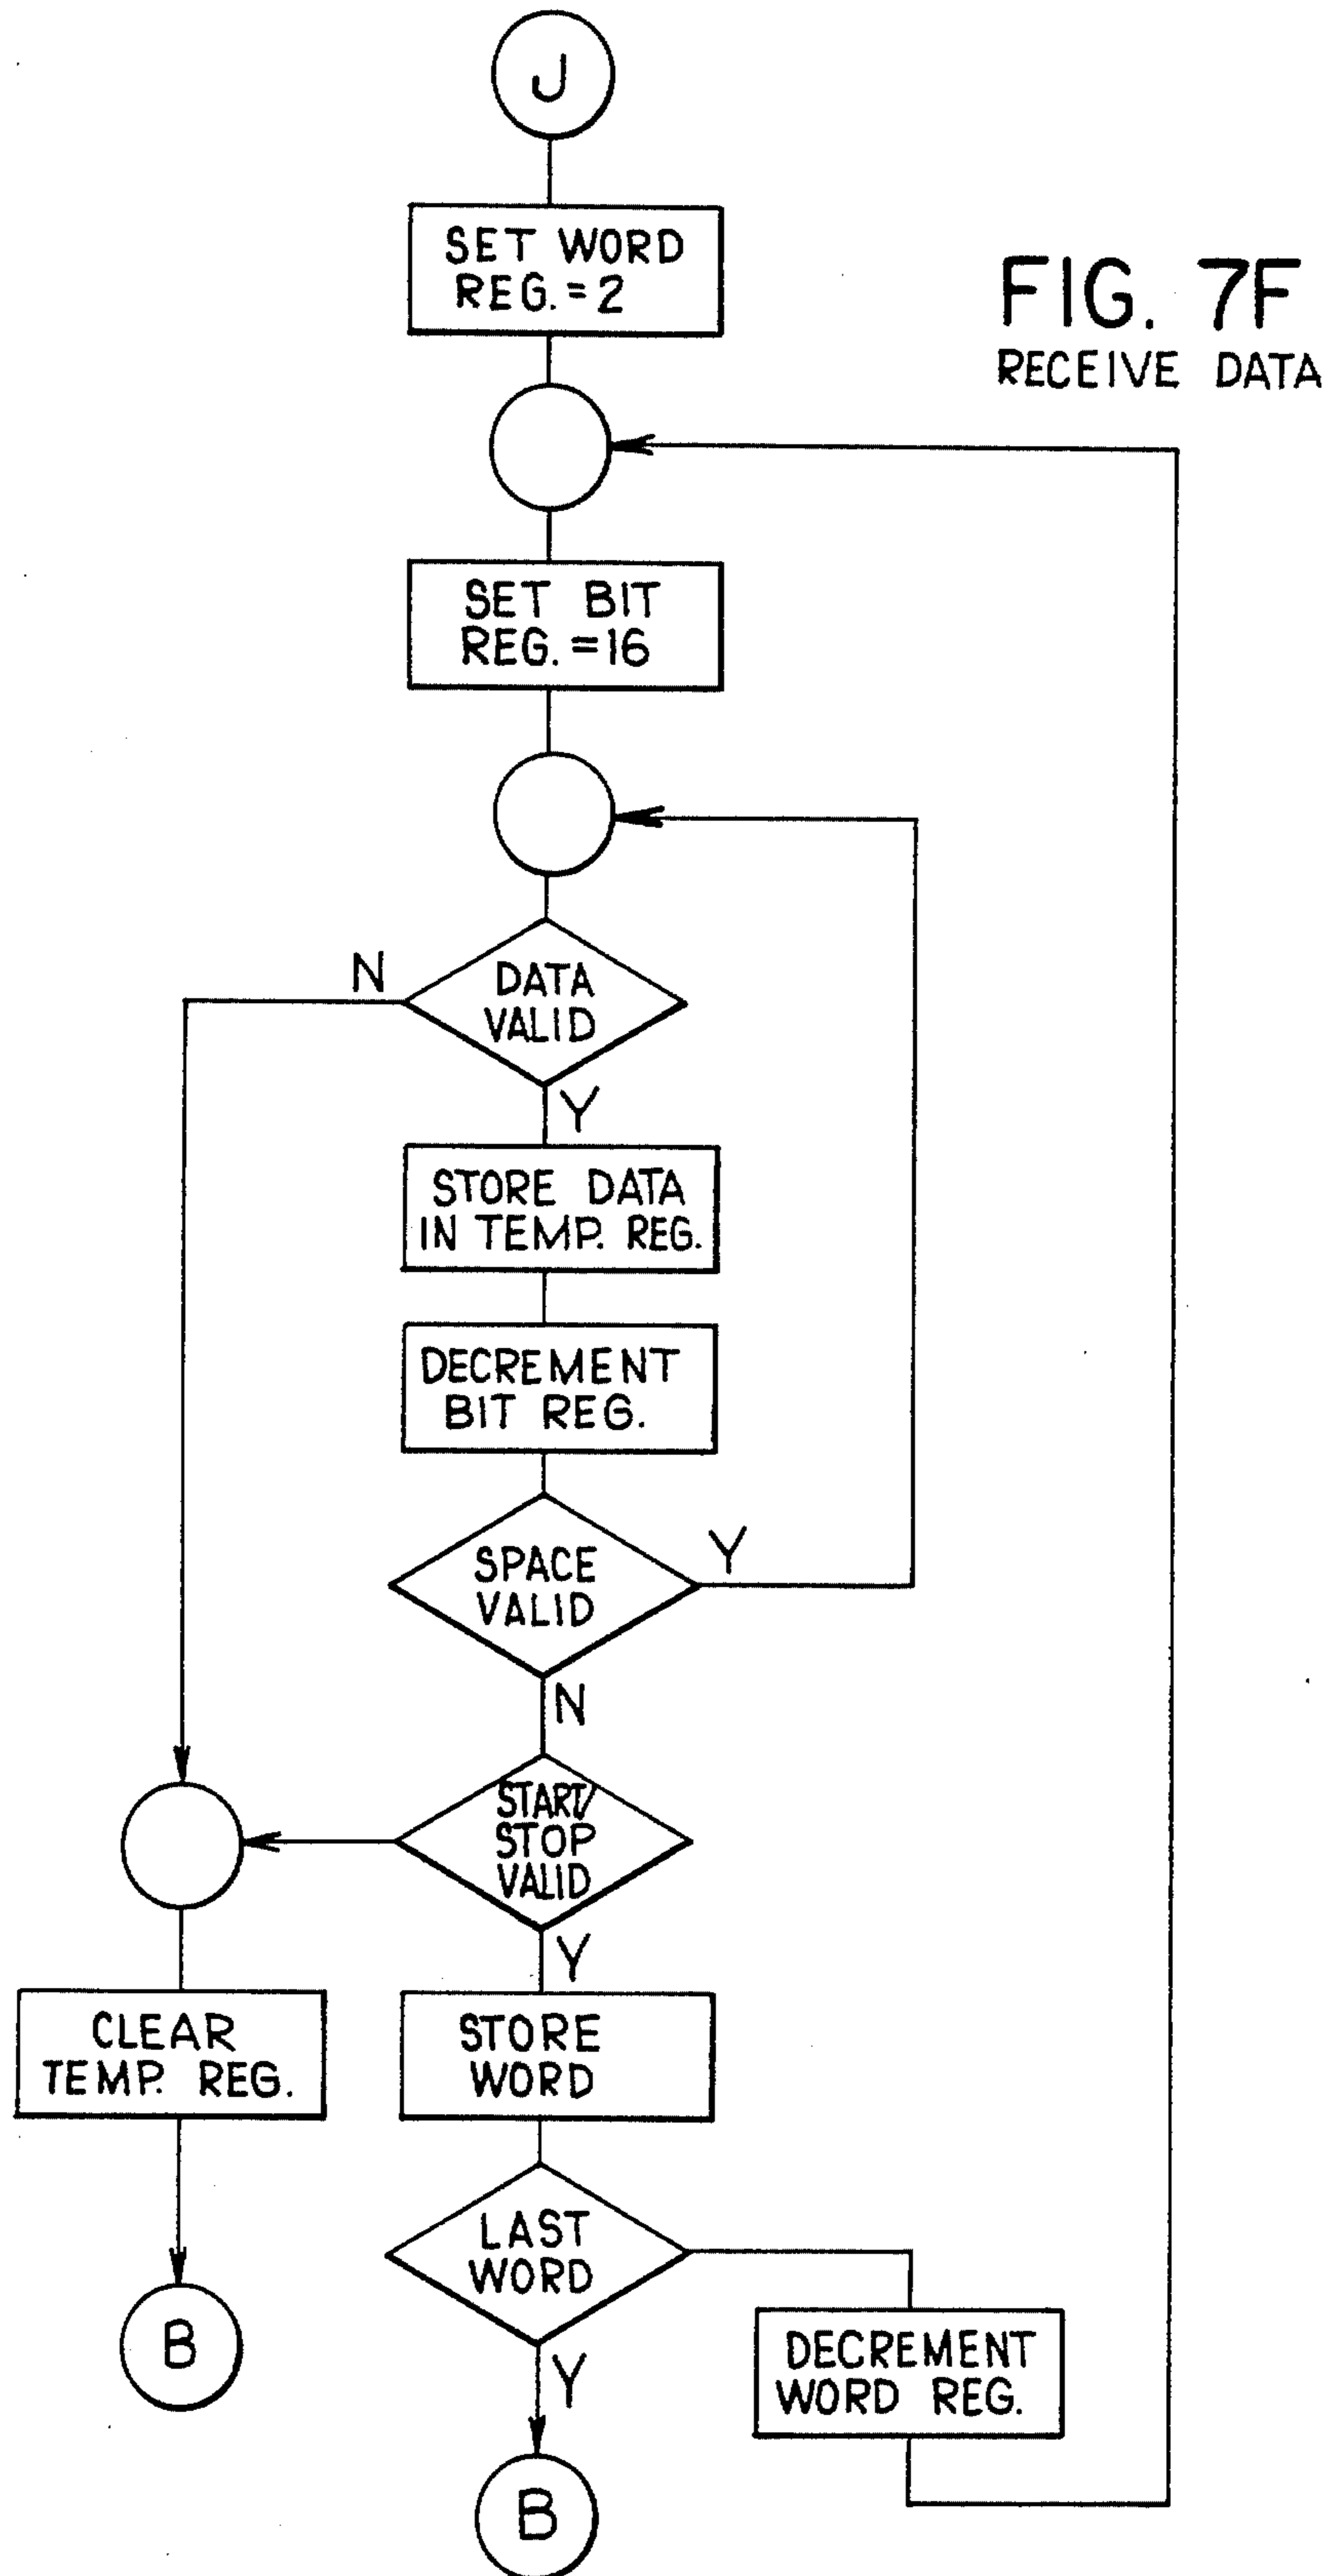 J
SET WORD
REG. = 2
FIG. 7F
RECEIVE DATA
SET BIT
REG. = 16
N
DATA
VALID
Y
STORE DATA
IN TEMP. REG.
DECREMENT
BIT REG.
SPACE
VALID
Y
N
START/
STOP
VALID
Y
CLEAR
TEMP. REG.
STORE
WORD
LAST
WORD
Y
DECREMENT
WORD REG.
B
B